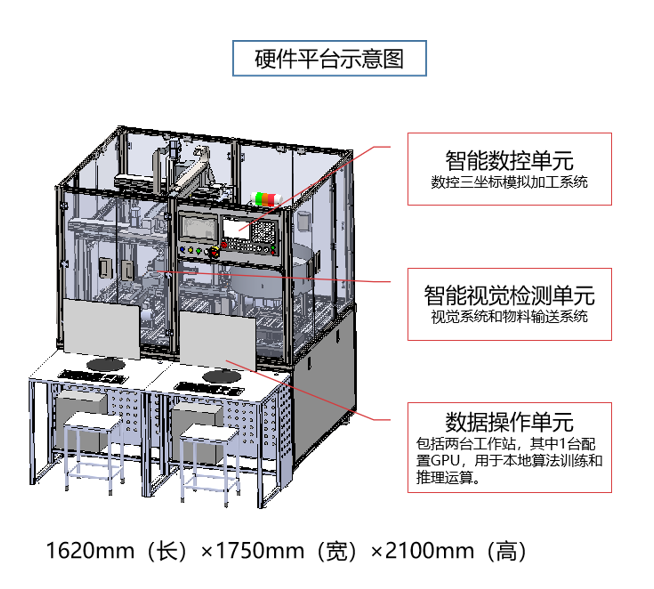 硬件平台示意图
智能数控单元
数控三坐标模拟加工系统
智能视觉检测单元
视觉系统和物料输送系统
数据操作单元
包括两台工作站，其中1台配
置GPU，用于本地算法训练和
推理运算。
1620mm（长）×1750mm（宽）×2100mm（高）